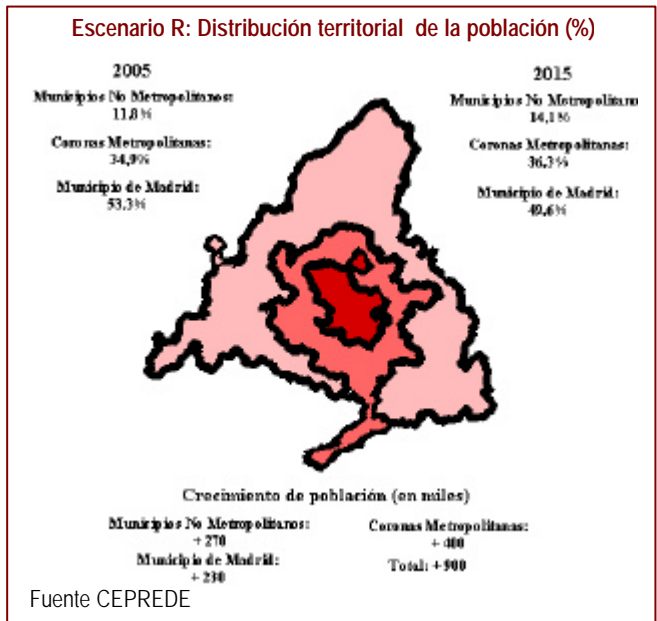 Escenario R: Distribución territorial de la población (%)
2005
Municipios No Metropolitanos:
11,8%
Coronas Metropolitanas:
34,9%
Municipio de Madrid:
53,3%
2015
Municipios No Metropolitano
14,1%
Coronas Metropolitanas:
36,3%
Municipio de Madrid:
49,6%
Crecimiento de población (en miles)
Municipios No Metropolitanos:
+ 270
Municipio de Madrid:
+ 230
Coronas Metropolitanas:
+ 400
Total: +900
Fuente CEPREDE